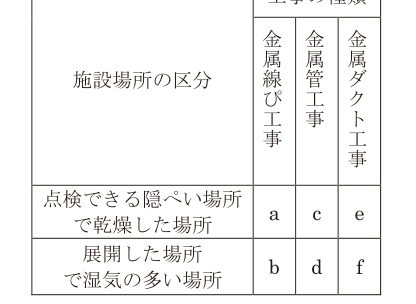 工事の種類
施設場所の区分
金属線ぴ工事
金属管工事
金属ダクト工事
点検できる隠ぺい場所
で乾燥した場所
a
c
e
展開した場所
で湿気の多い場所
b
d
f